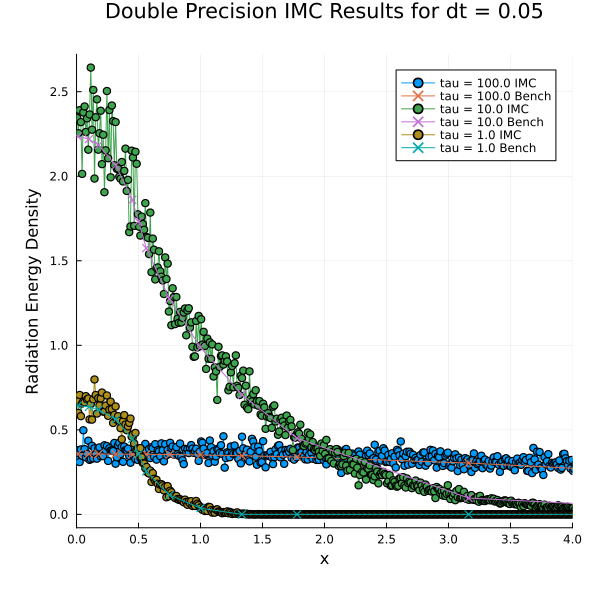 Double Precision IMC Results for dt = 0.05
tau = 100.0 IMC
tau = 100.0 Bench
tau = 10.0 IMC
tau = 10.0 Bench
tau = 1.0 IMC
tau = 1.0 Bench
Radiation Energy Density
2.5
2.0
1.5
1.0
0.5
0.0
0.0 0.5 1.0 1.5 2.0 2.5 3.0 3.5 4.0
x